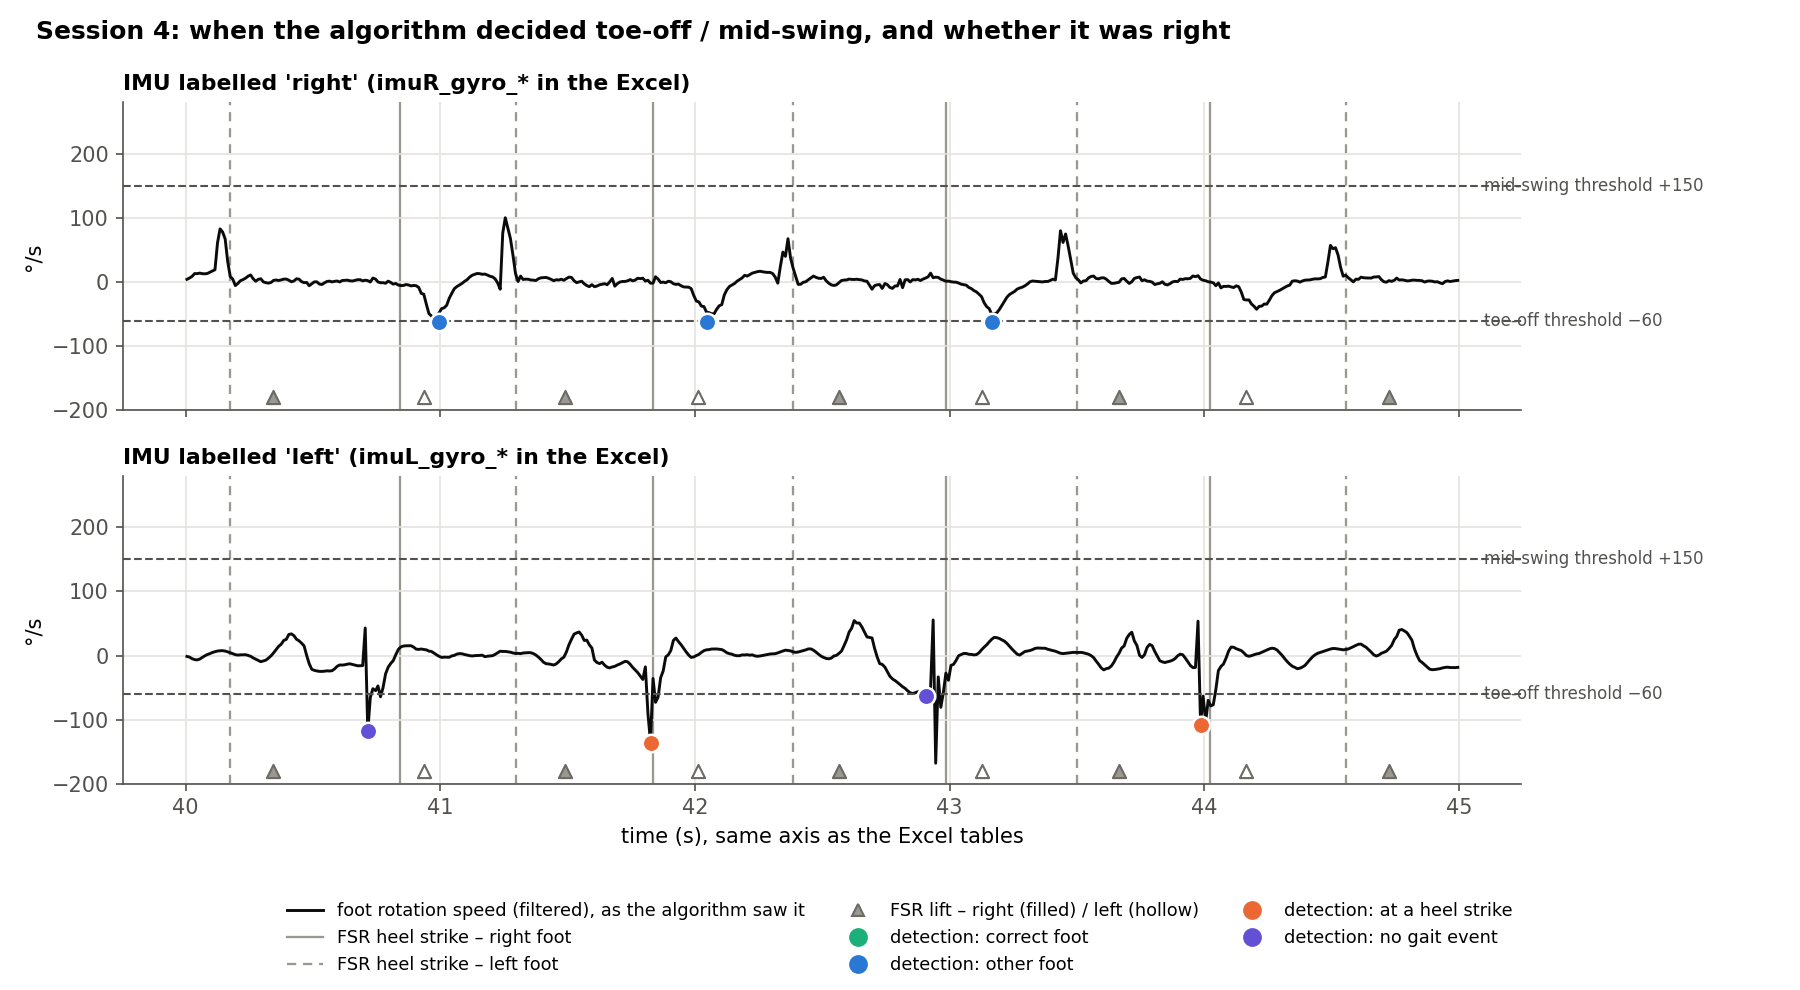 Session 4: when the algorithm decided toe-off / mid-swing, and whether it was right
IMU labelled 'right' (imuR_gyro_* in the Excel)
200
mid-swing threshold +150
100
°/s
0
toe-off threshold −60
−100
−200
IMU labelled 'left' (imuL_gyro_* in the Excel)
200
mid-swing threshold +150
100
°/s
0
toe-off threshold −60
−100
−200
40 41 42 43 44 45
time (s), same axis as the Excel tables
foot rotation speed (filtered), as the algorithm saw it
FSR heel strike – right foot
FSR heel strike – left foot
FSR lift – right (filled) / left (hollow)
detection: correct foot
detection: other foot
detection: at a heel strike
detection: no gait event